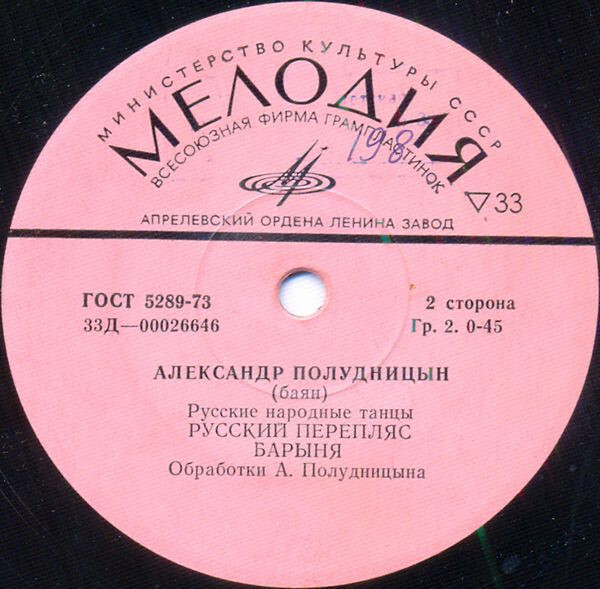 МИНИСТЕРСТВО КУЛЬТУРЫ СССР
МЕЛОДИЯ
ВСЕСОЮЗНАЯ ФИРМА ГРАМПЛАСТИНОК
198
33
АПРЕЛЕВСКИЙ ОРДЕНА ЛЕНИНА ЗАВОД
ГОСТ 5289-73
2 сторона
33Д—00026646
Гр. 2. 0-45
АЛЕКСАНДР ПОЛУДНИЦЫН
(баян)
Русские народные танцы
РУССКИЙ ПЕРЕПЛЯС
БАРЫНЯ
Обработки А. Полудницына